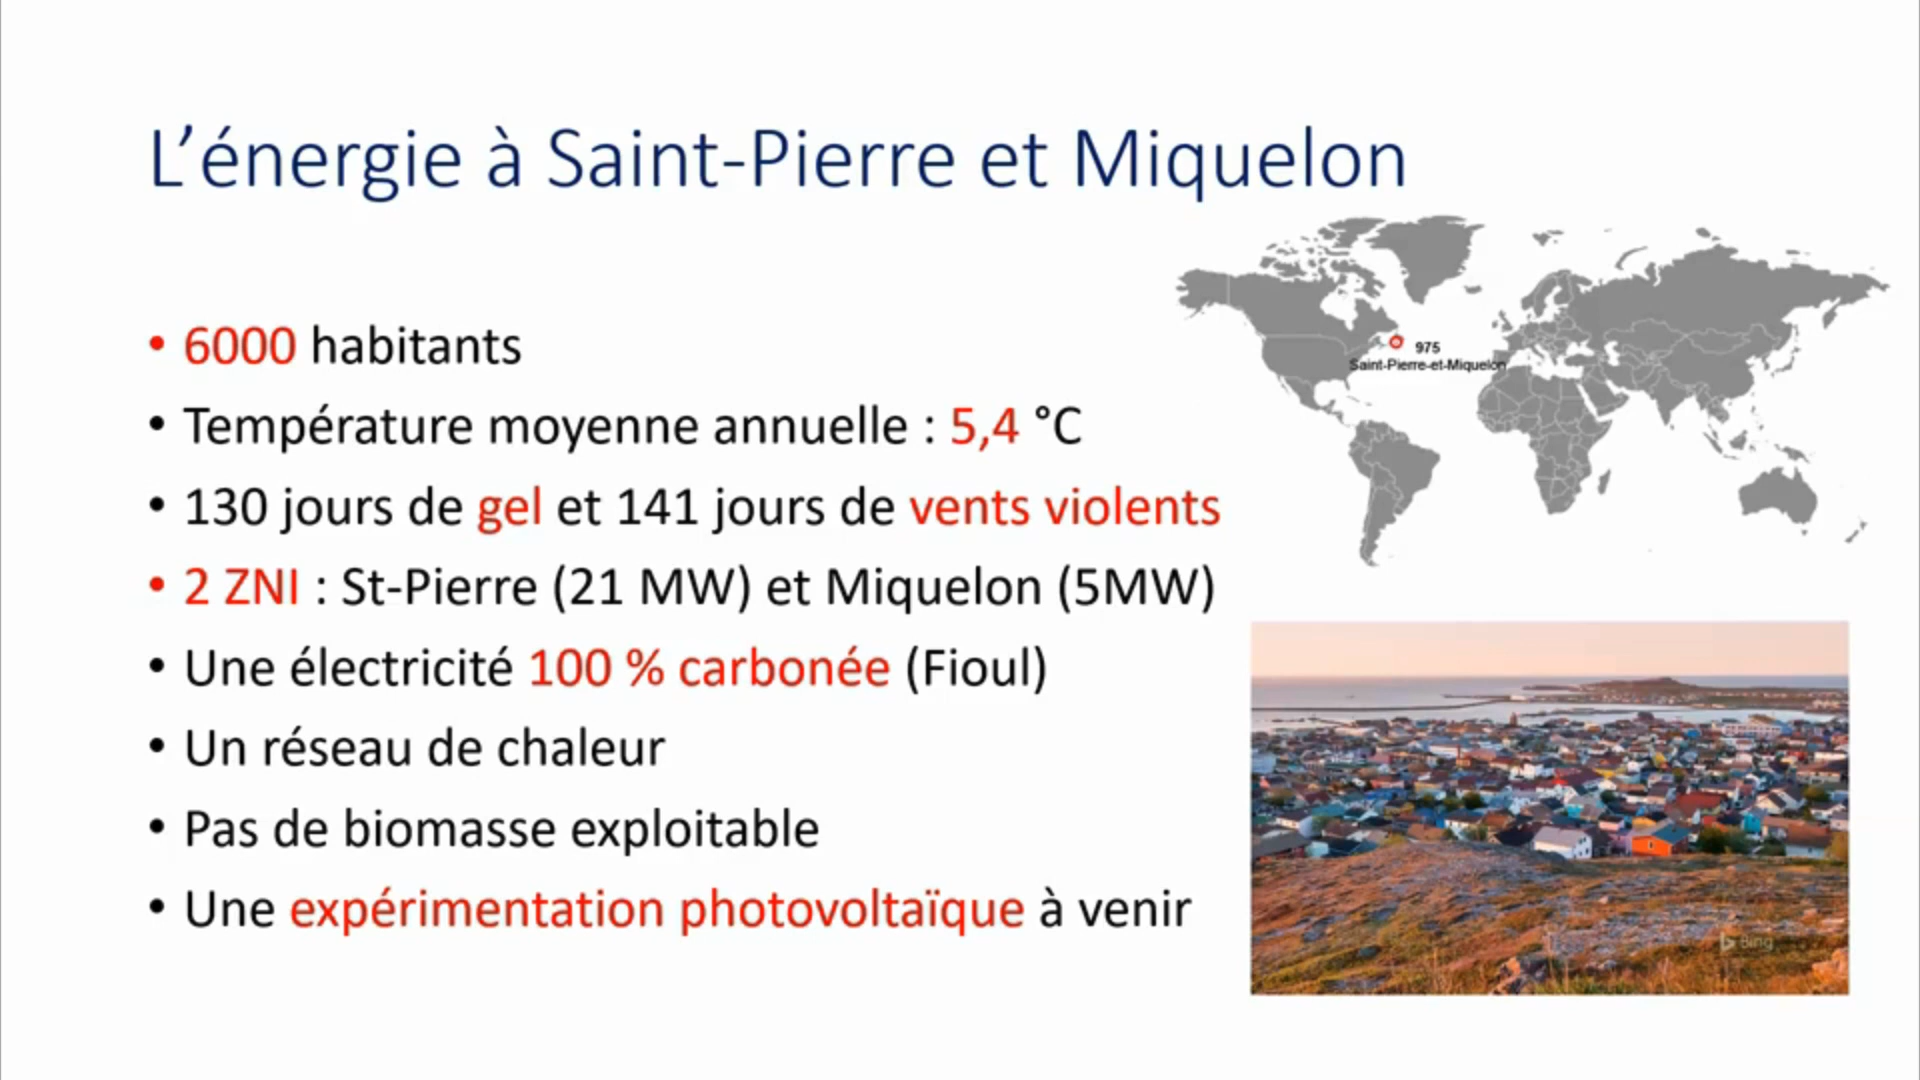 L’énergie à Saint-Pierre et Miquelon
• 6000 habitants
• Température moyenne annuelle : 5,4 °C
• 130 jours de gel et 141 jours de vents violents
• 2 ZNI : St-Pierre (21 MW) et Miquelon (5MW)
• Une électricité 100 % carbonée (Fioul)
• Un réseau de chaleur
• Pas de biomasse exploitable
• Une expérimentation photovoltaïque à venir
975
Saint-Pierre-et-Miquelon
Bing